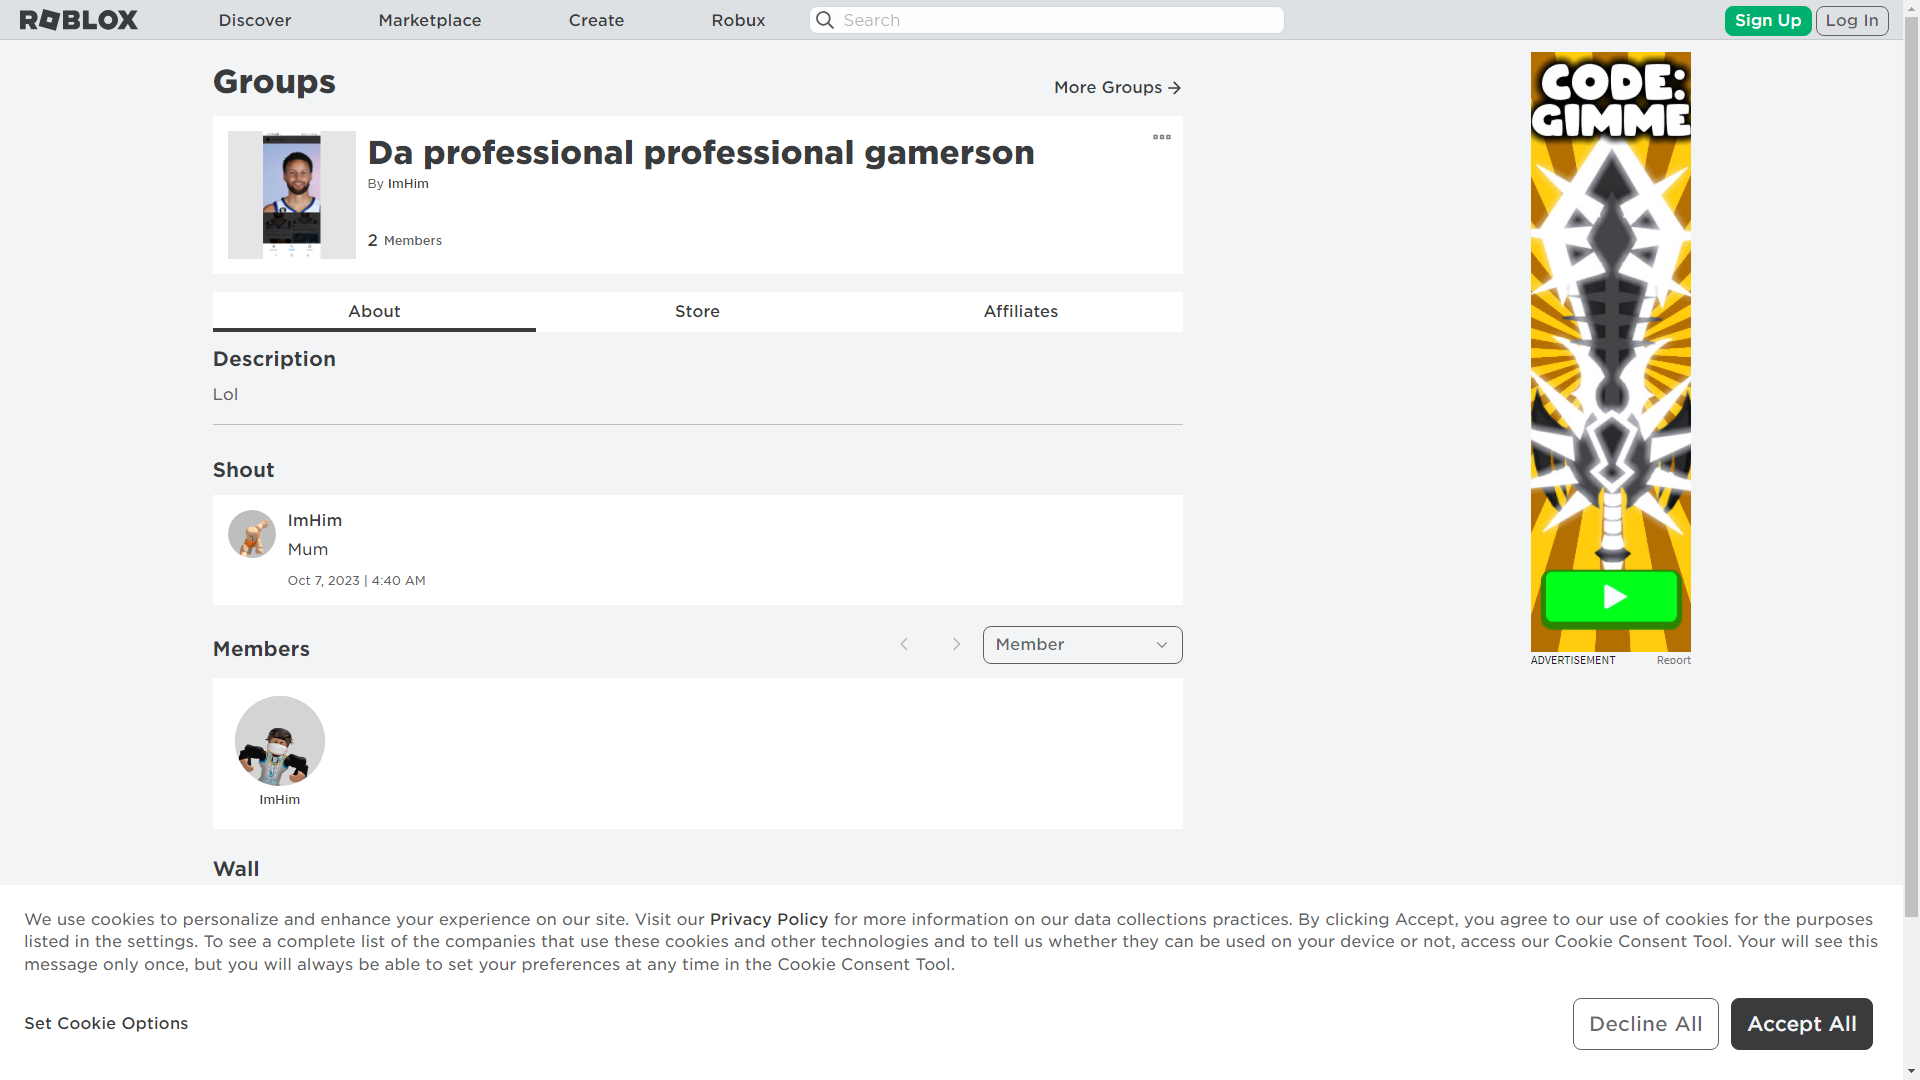 ROBLOX
Discover
Marketplace
Create
Robux
Search
Sign Up
Log In
Groups
More Groups
Da professional professional gamerson
By ImHim
2 Members
About
Store
Affiliates
Description
Lol
Shout
ImHim
Mum
Oct 7, 2023 | 4:40 AM
Members
Member
ImHim
Wall
CODE:
GIMME
ADVERTISEMENT
Report
We use cookies to personalize and enhance your experience on our site. Visit our Privacy Policy for more information on our data collections practices. By clicking Accept, you agree to our use of cookies for the purposes
listed in the settings. To see a complete list of the companies that use these cookies and other technologies and to tell us whether they can be used on your device or not, access our Cookie Consent Tool. Your will see this
message only once, but you will always be able to set your preferences at any time in the Cookie Consent Tool.
Set Cookie Options
Decline All
Accept All